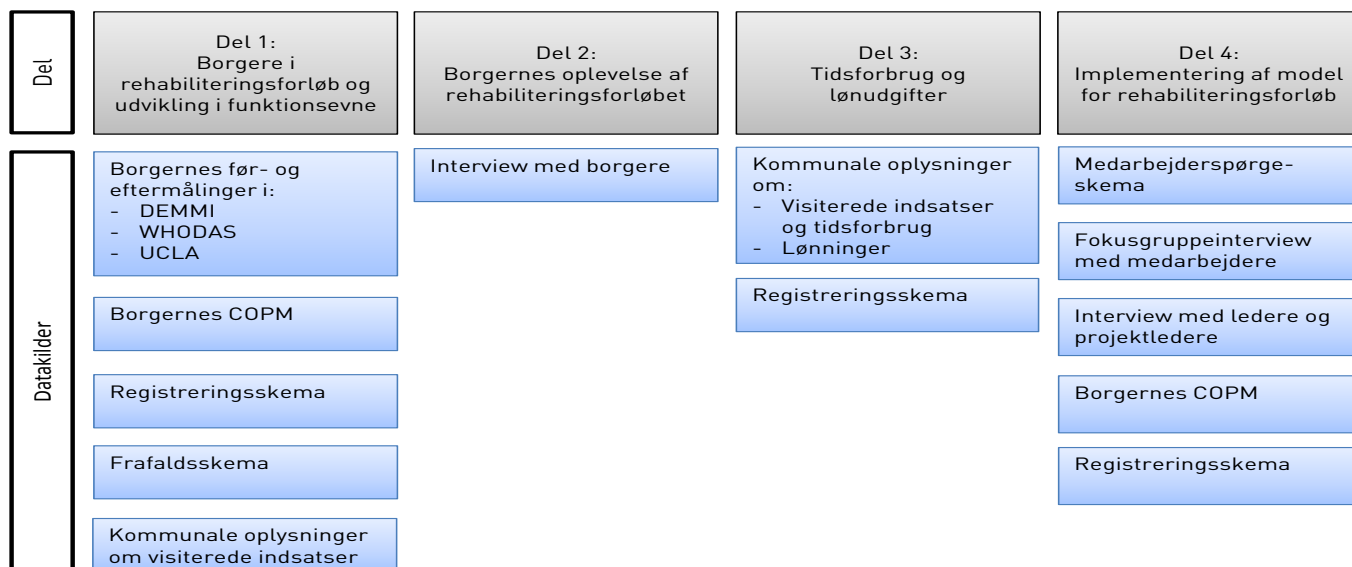 Del
Del 1:
Borgere i
rehabiliteringsforløb og
udvikling i funktionsevne
Del 2:
Borgernes oplevelse af
rehabiliteringsforløbet
Del 3:
Tidsforbrug og
lønudgifter
Del 4:
Implementering af model
for rehabiliteringsforløb
Datakilder
Borgernes før- og
eftermålinger i:
- DEMMI
- WHODAS
- UCLA
Borgernes COPM
Registreringsskema
Frafaldsskema
Kommunale oplysninger
om visiterede indsatser
Interview med borgere
Kommunale oplysninger
om:
- Visiterede indsatser
og tidsforbrug
- Lønninger
Registreringsskema
Medarbejderspørge-
skema
Fokusgruppeinterview
med medarbejdere
Interview med ledere og
projektledere
Borgernes COPM
Registreringsskema